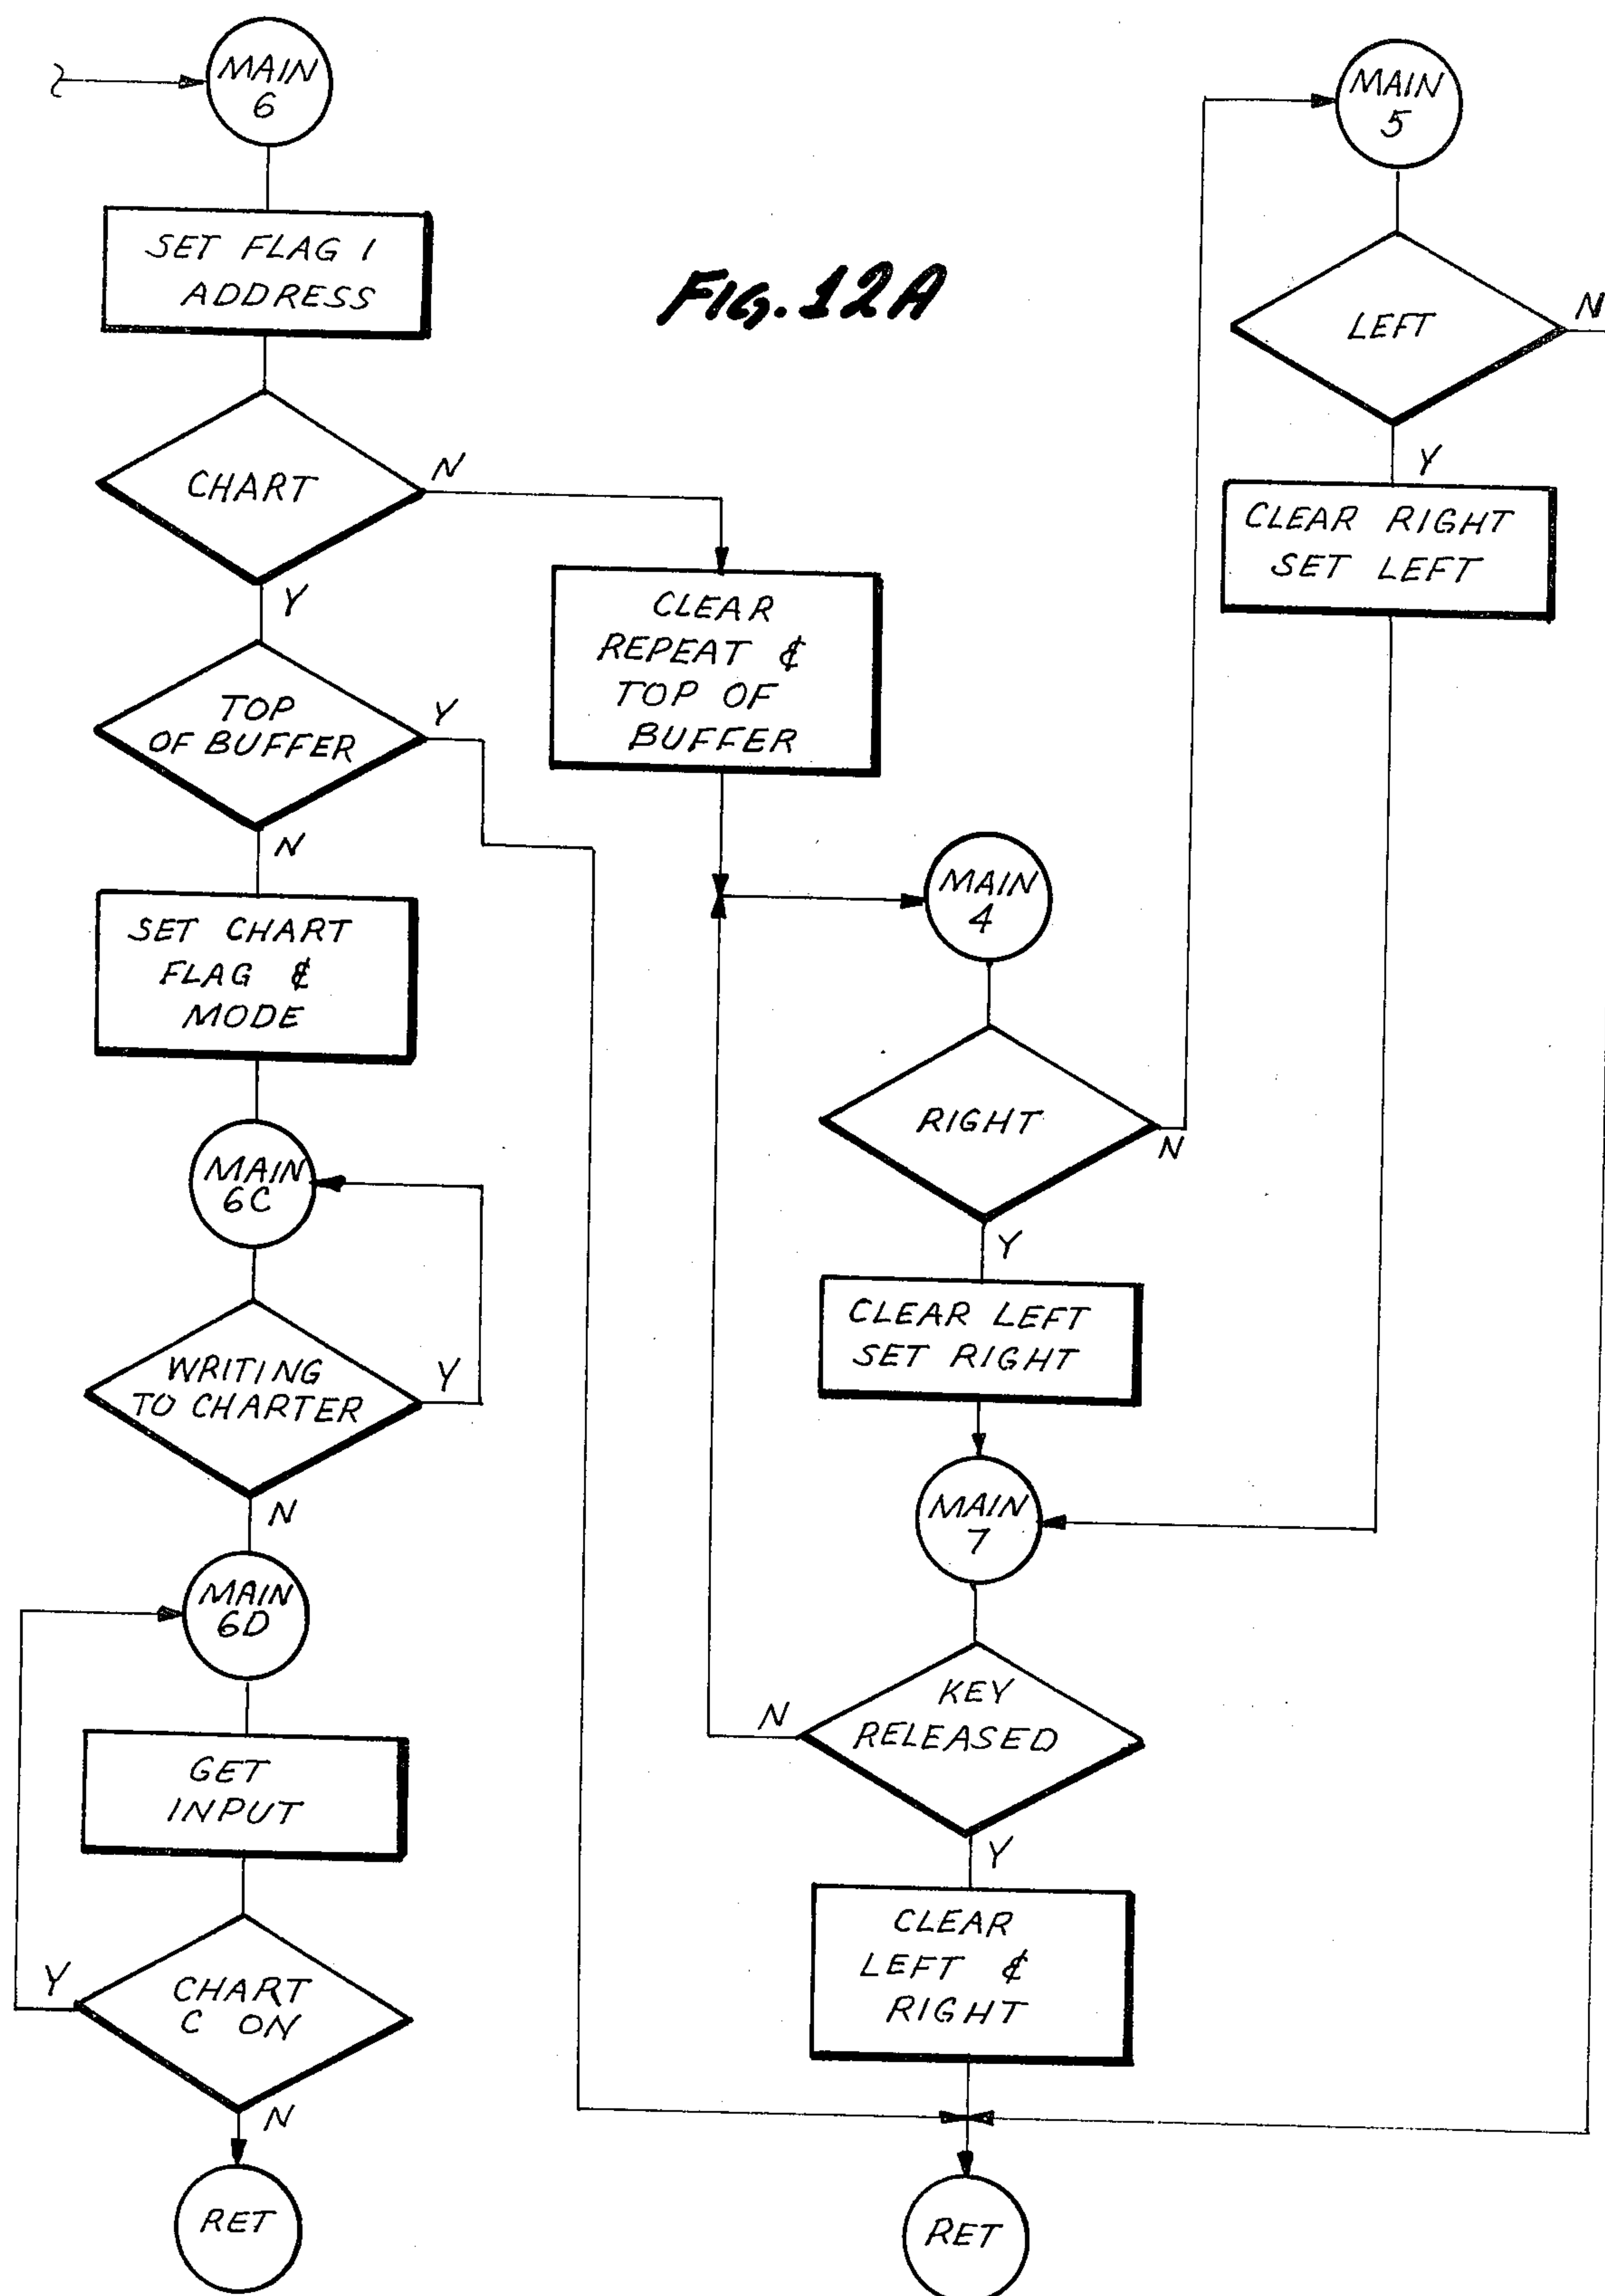 MAIN
6
SET FLAG 1
ADDRESS
FIG. 12A
CHART
N
Y
TOP
OF BUFFER
Y
N
SET CHART
FLAG &
MODE
MAIN
6C
WRITING
TO CHARTER
Y
N
MAIN
6D
GET
INPUT
CHART
C ON
Y
N
RET
CLEAR
REPEAT &
TOP OF
BUFFER
MAIN
4
RIGHT
N
Y
CLEAR LEFT
SET RIGHT
MAIN
7
KEY
RELEASED
N
Y
CLEAR
LEFT &
RIGHT
RET
MAIN
5
LEFT
N
Y
CLEAR RIGHT
SET LEFT